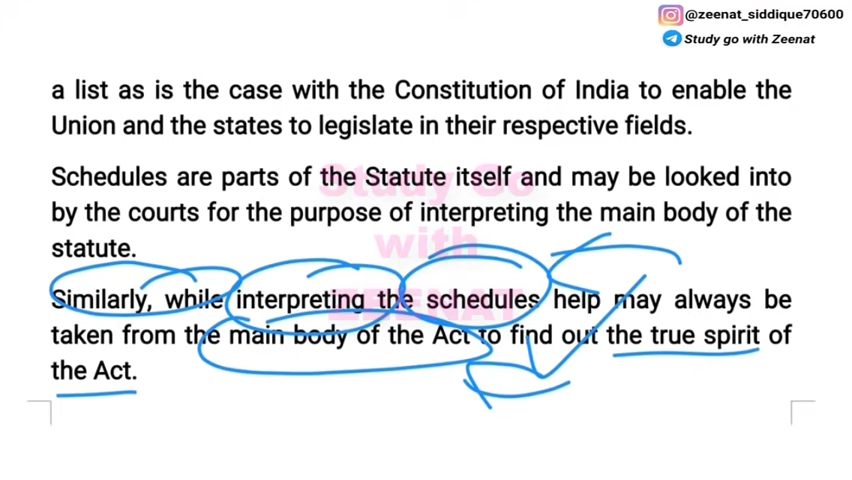 @zeenat_siddique70600
Study go with Zeenat
a list as is the case with the Constitution of India to enable the
Union and the states to legislate in their respective fields.
Schedules are parts of the Statute itself and may be looked into
by the courts for the purpose of interpreting the main body of the
statute.
Similarly, while interpreting the schedules help may always be
taken from the main body of the Act to find out the true spirit of
the Act.
Study Go
with
ZEENAT